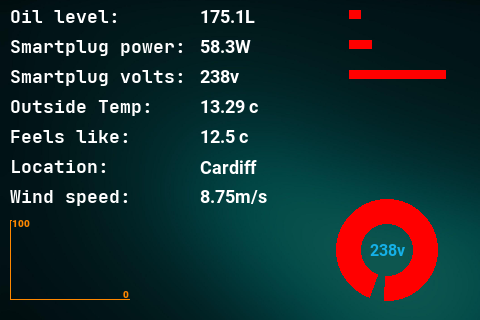 Oil level: 175.1L
Smartplug power: 58.3W
Smartplug volts: 238v
Outside Temp: 13.29 c
Feels like: 12.5 c
Location: Cardiff
Wind speed: 8.75m/s
100
238v
0